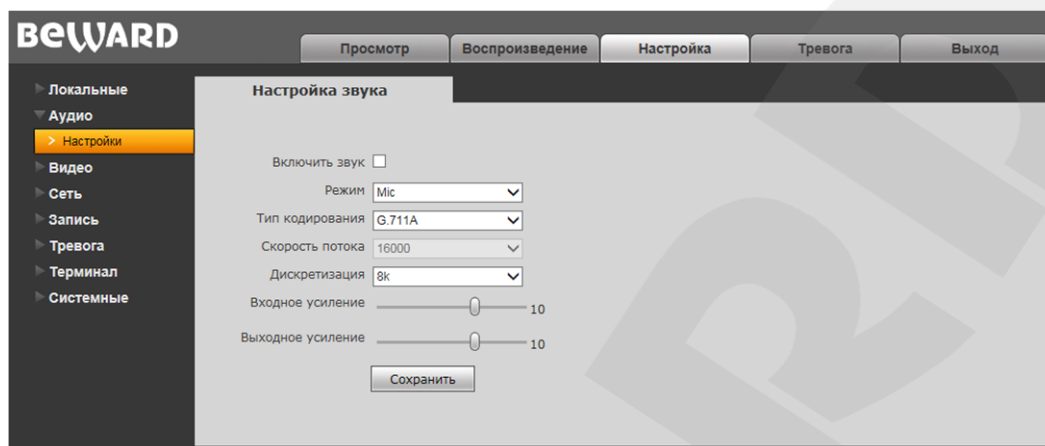 BEWARD
Просмотр
Воспроизведение
Настройка
Тревога
Выход
Локальные
Аудио
> Настройки
Видео
Сеть
Запись
Тревога
Терминал
Системные
Настройка звука
Включить звук
Режим Mic
Тип кодирования G.711A
Скорость потока 16000
Дискретизация 8k
Входное усиление 10
Выходное усиление 10
Сохранить